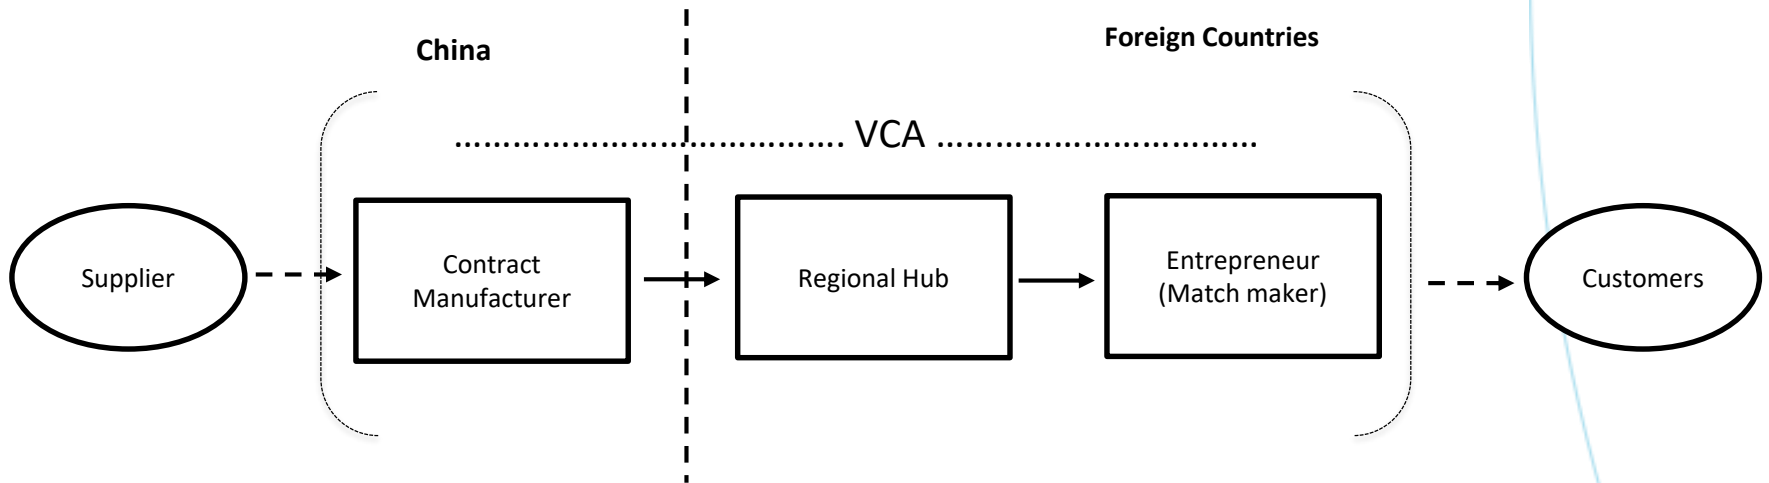 China
Foreign Countries
…………………………………… VCA ………………………………
Supplier
Contract
Manufacturer
Regional Hub
Entrepreneur
(Match maker)
Customers